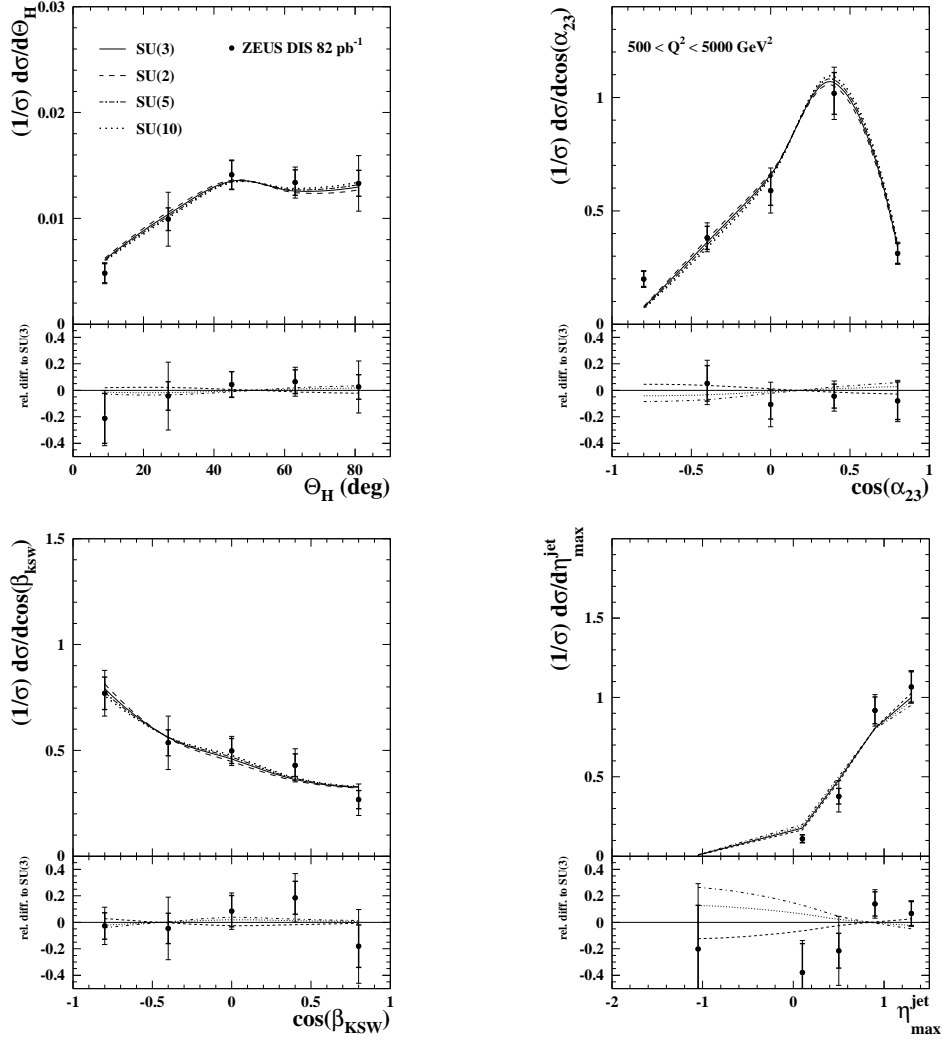 (1/σ) dσ/dΘ_H
0.03
0.02
0.01
0
SU(3)
SU(2)
SU(5)
SU(10)
ZEUS DIS 82 pb⁻¹
rel. diff. to SU(3)
0.4
0.2
0
-0.2
-0.4
0 20 40 60 80
Θ_H (deg)
(1/σ) dσ/dcos(α₂₃)
1
0.5
0
500 < Q² < 5000 GeV²
rel. diff. to SU(3)
0.4
0.2
0
-0.2
-0.4
-1 -0.5 0 0.5 1
cos(α₂₃)
(1/σ) dσ/dcos(β_ksw)
1.5
1
0.5
0
rel. diff. to SU(3)
0.4
0.2
0
-0.2
-0.4
-1 -0.5 0 0.5 1
cos(β_KSW)
(1/σ) dσ/dη^jet_max
1.5
1
0.5
0
rel. diff. to SU(3)
0.4
0.2
0
-0.2
-0.4
-2 -1 0 1
η^jet_max